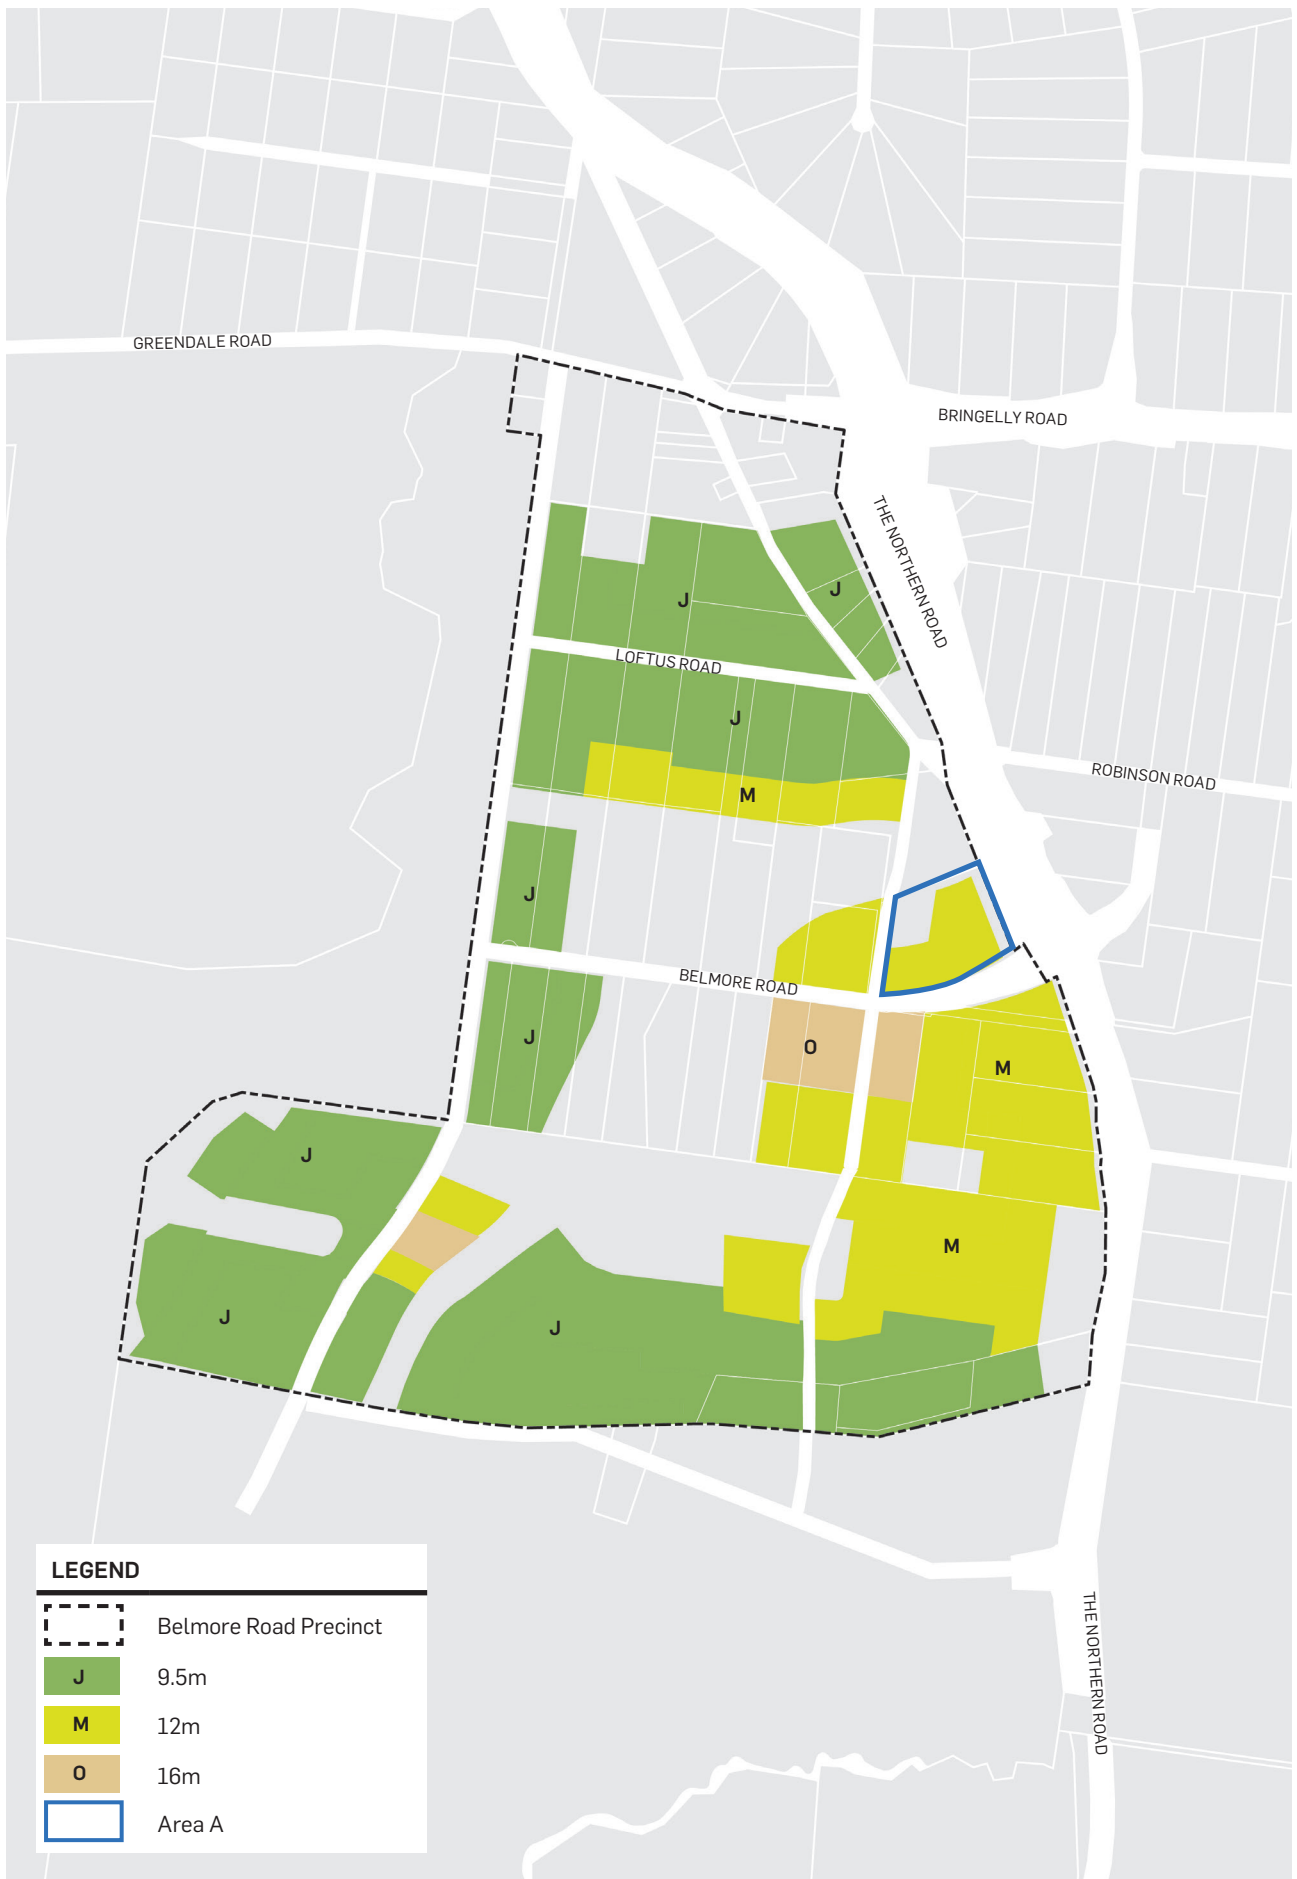 GREENDALE ROAD
BRINGELLY ROAD
THE NORTHERN ROAD
J
J
LOFTUS ROAD
J
ROBINSON ROAD
M
J
BELMORE ROAD
J
O
M
J
M
J
J
LEGEND
Belmore Road Precinct
J 9.5m
M 12m
O 16m
Area A
THE NORTHERN ROAD